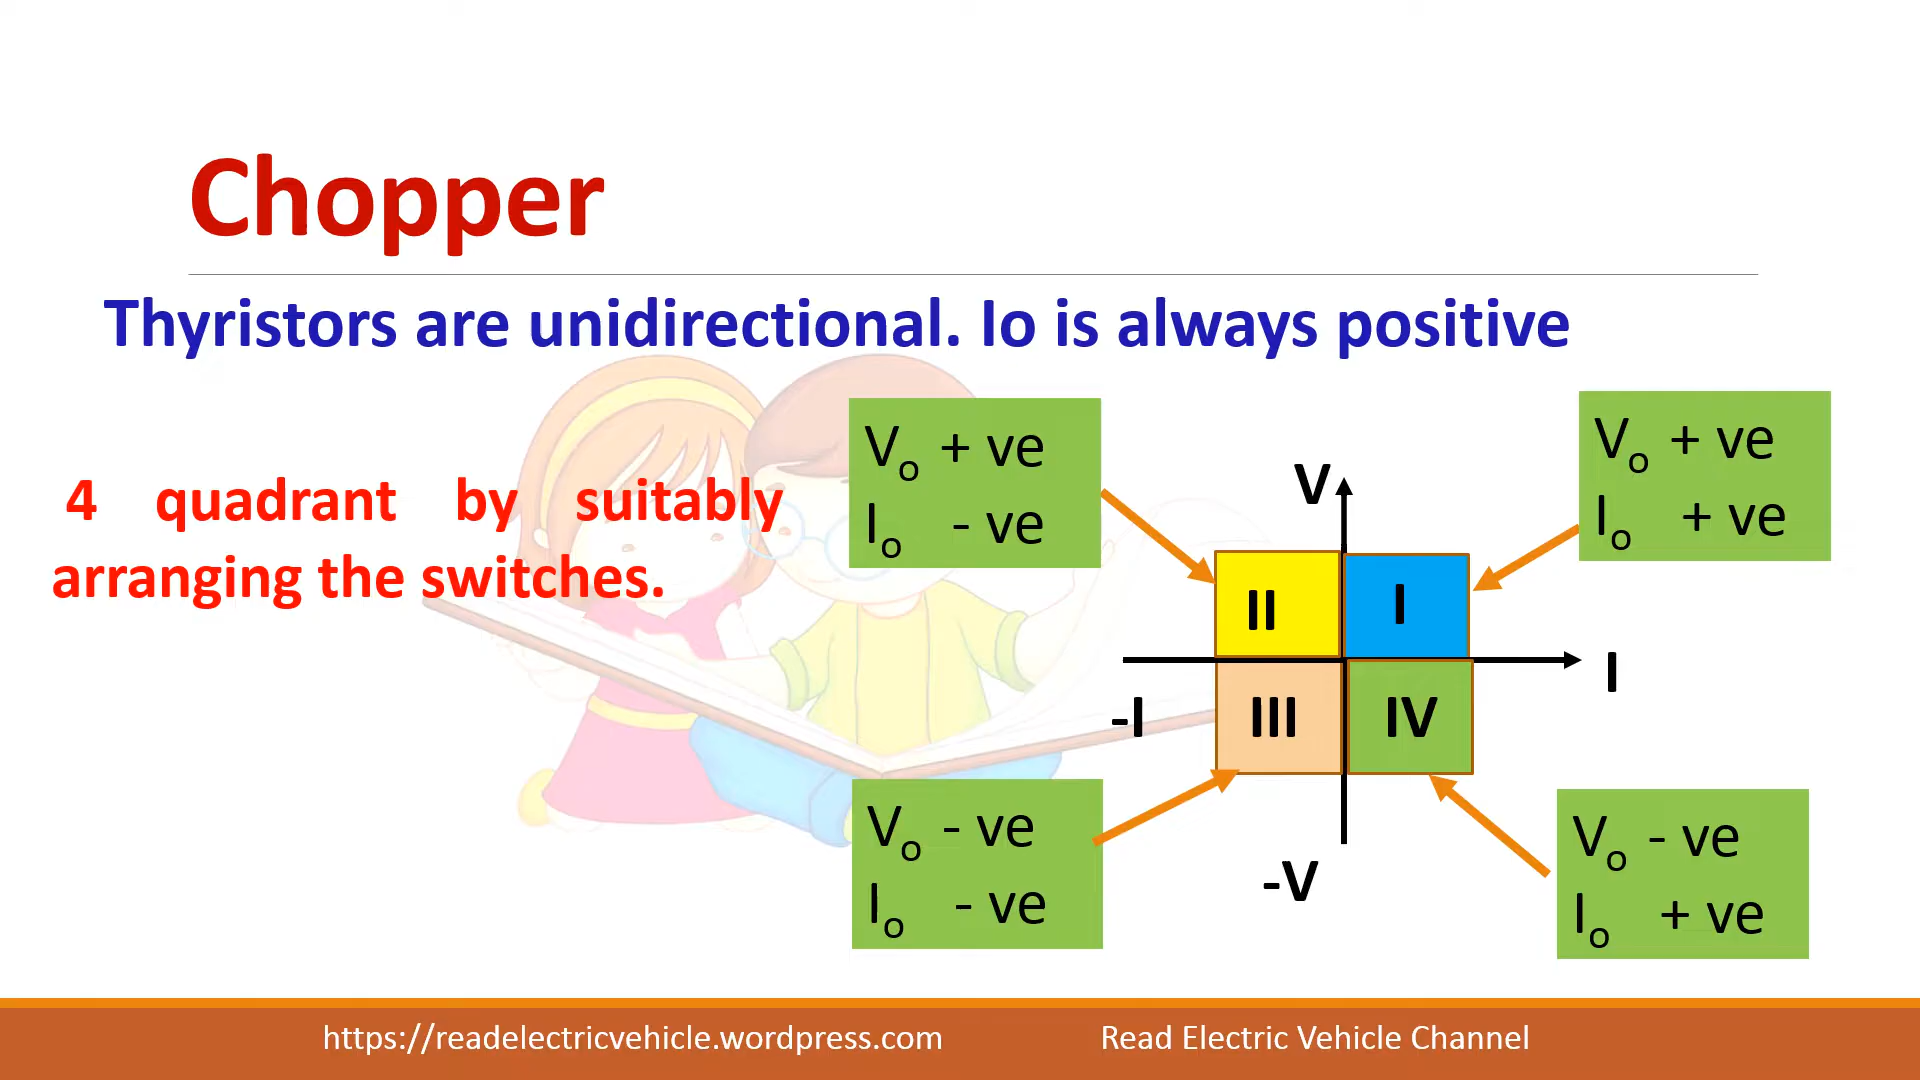 Chopper
Thyristors are unidirectional. Io is always positive
4 quadrant by suitably
arranging the switches.
Vo + ve
Io - ve
Vo + ve
Io + ve
V
II
I
I
-I
III
IV
Vo - ve
Io - ve
-V
Vo - ve
Io + ve
https://readelectricvehicle.wordpress.com
Read Electric Vehicle Channel